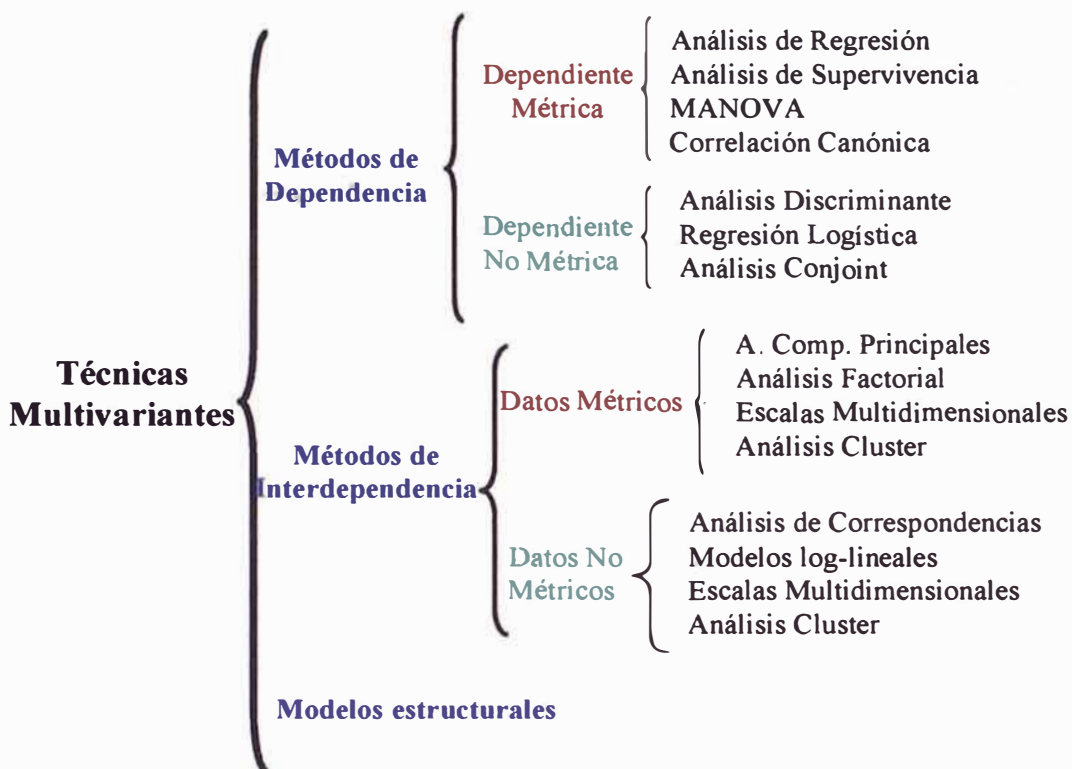 Técnicas
Multivariantes
Métodos de
Dependencia
Dependiente
Métrica
Análisis de Regresión
Análisis de Supervivencia
MANOVA
Correlación Canónica
Dependiente
No Métrica
Análisis Discriminante
Regresión Logística
Análisis Conjoint
Métodos de
Interdependencia
Datos Métricos
A. Comp. Principales
Análisis Factorial
Escalas Multidimensionales
Análisis Cluster
Datos No
Métricos
Análisis de Correspondencias
Modelos log-lineales
Escalas Multidimensionales
Análisis Cluster
Modelos estructurales